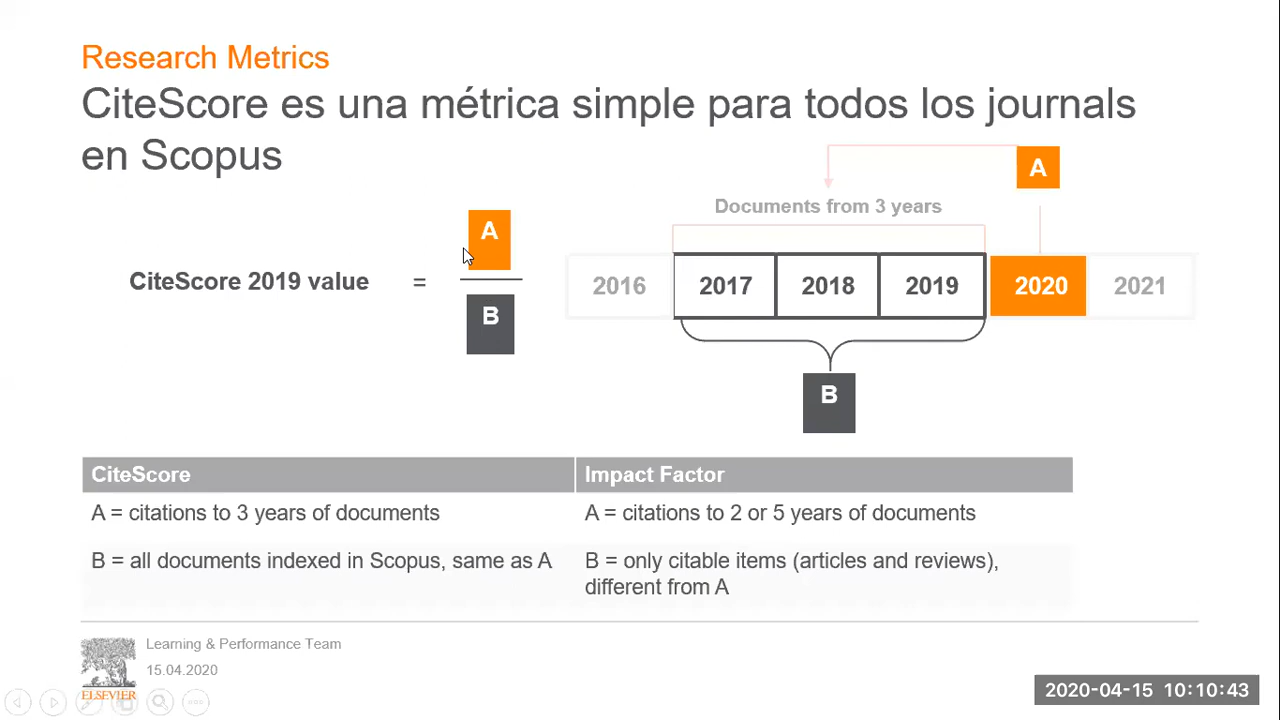 Research Metrics
CiteScore es una métrica simple para todos los journals
en Scopus
A
Documents from 3 years
A
CiteScore 2019 value
=
B
2016
2017
2018
2019
2020
2021
B
CiteScore
Impact Factor
A = citations to 3 years of documents
A = citations to 2 or 5 years of documents
B = all documents indexed in Scopus, same as A
B = only citable items (articles and reviews),
different from A
Learning & Performance Team
15.04.2020
ELSEVIER
2020-04-15 10:10:43